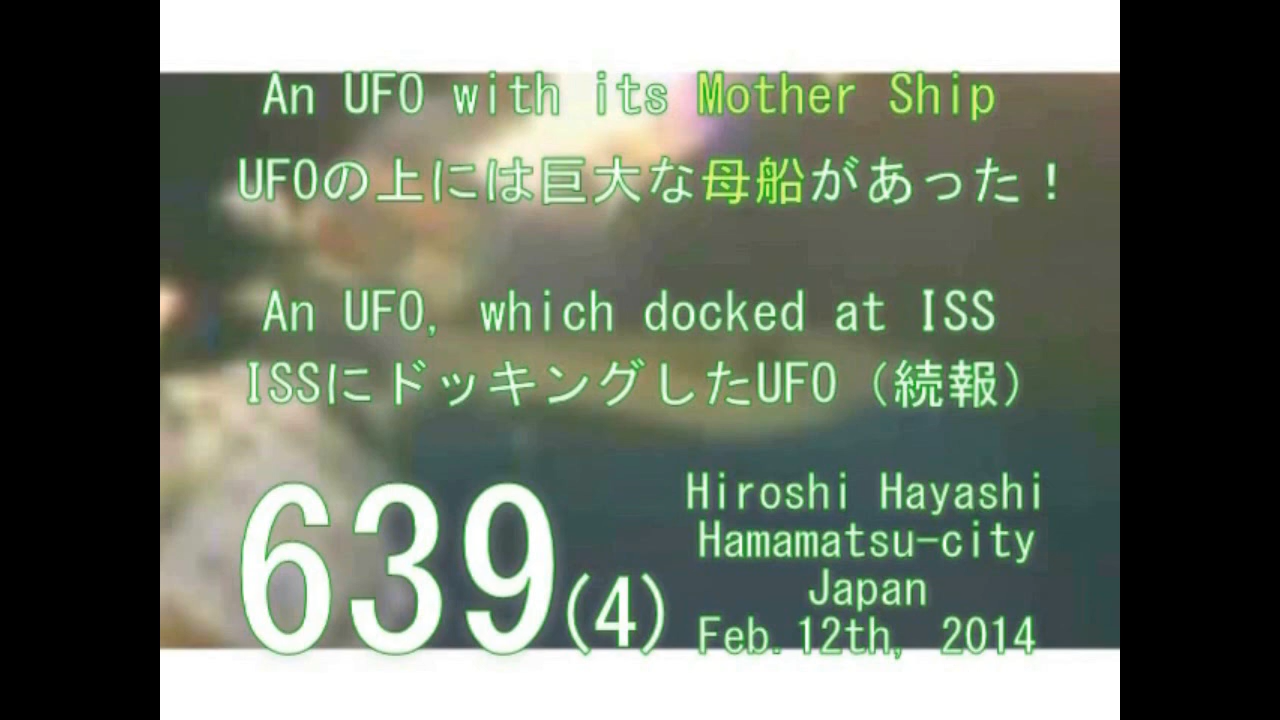 An UFO with its Mother Ship
UFOの上には巨大な母船があった！
An UFO, which docked at ISS
ISSにドッキングしたUFO（続報）
639(4)
Hiroshi Hayashi
Hamamatsu-city
Japan
Feb.12th, 2014